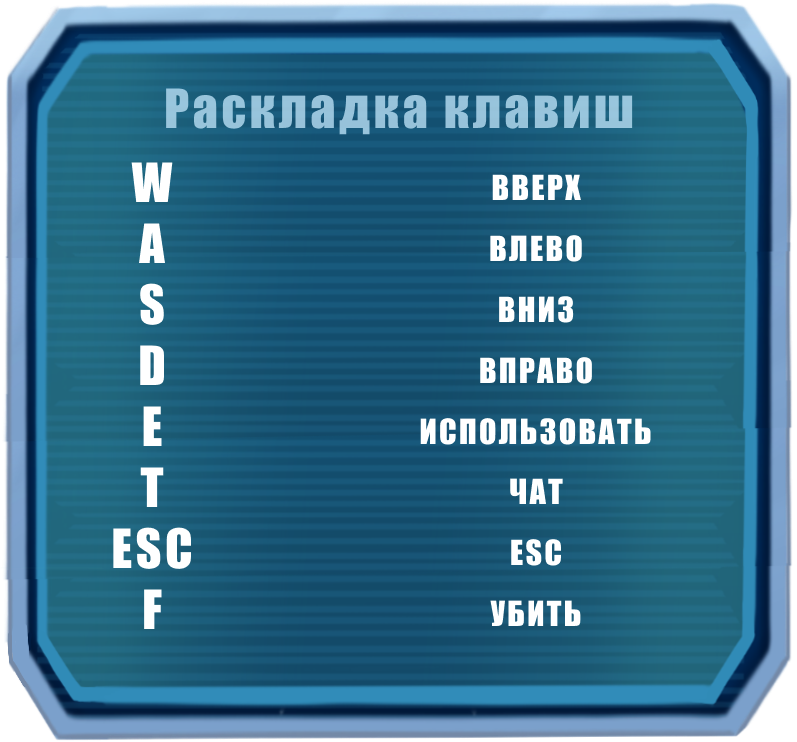 Раскладка клавиш
W ВВЕРХ
A ВЛЕВО
S ВНИЗ
D ВПРАВО
E ИСПОЛЬЗОВАТЬ
T ЧАТ
ESC ESC
F УБИТЬ